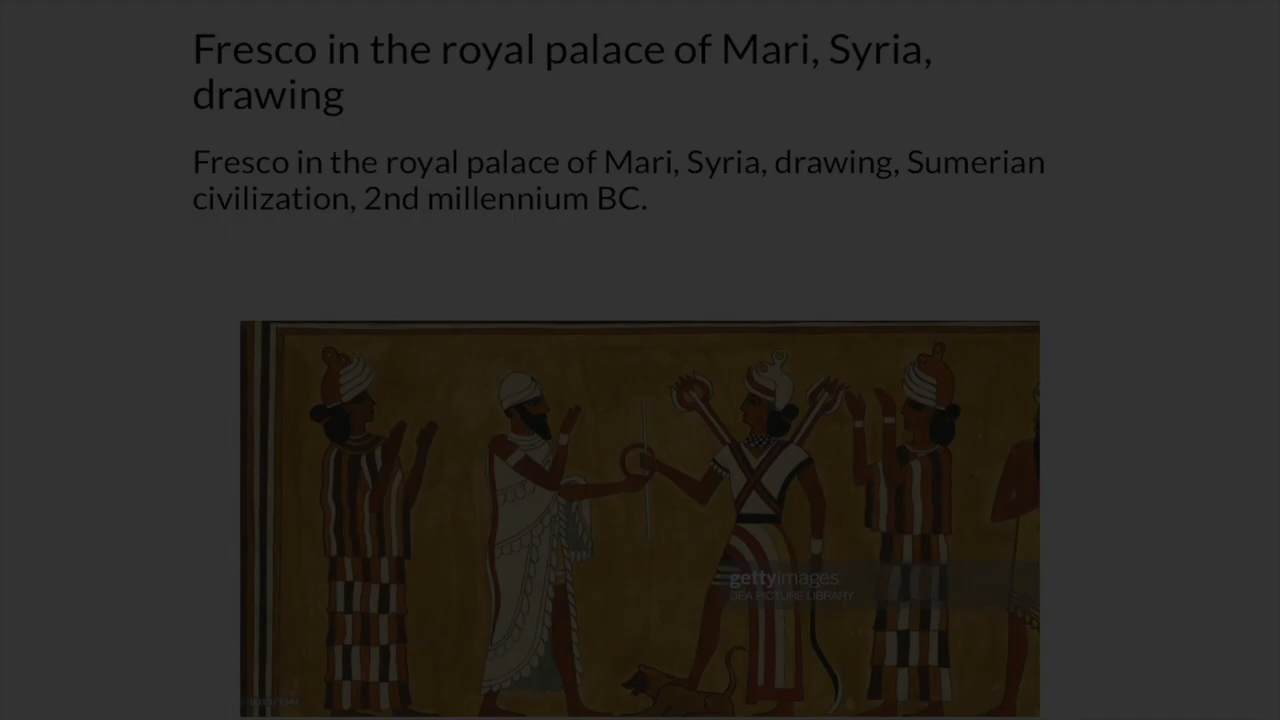 Fresco in the royal palace of Mari, Syria,
drawing
Fresco in the royal palace of Mari, Syria, drawing, Sumerian
civilization, 2nd millennium BC.
gettyimages
DEA PICTURE LIBRARY